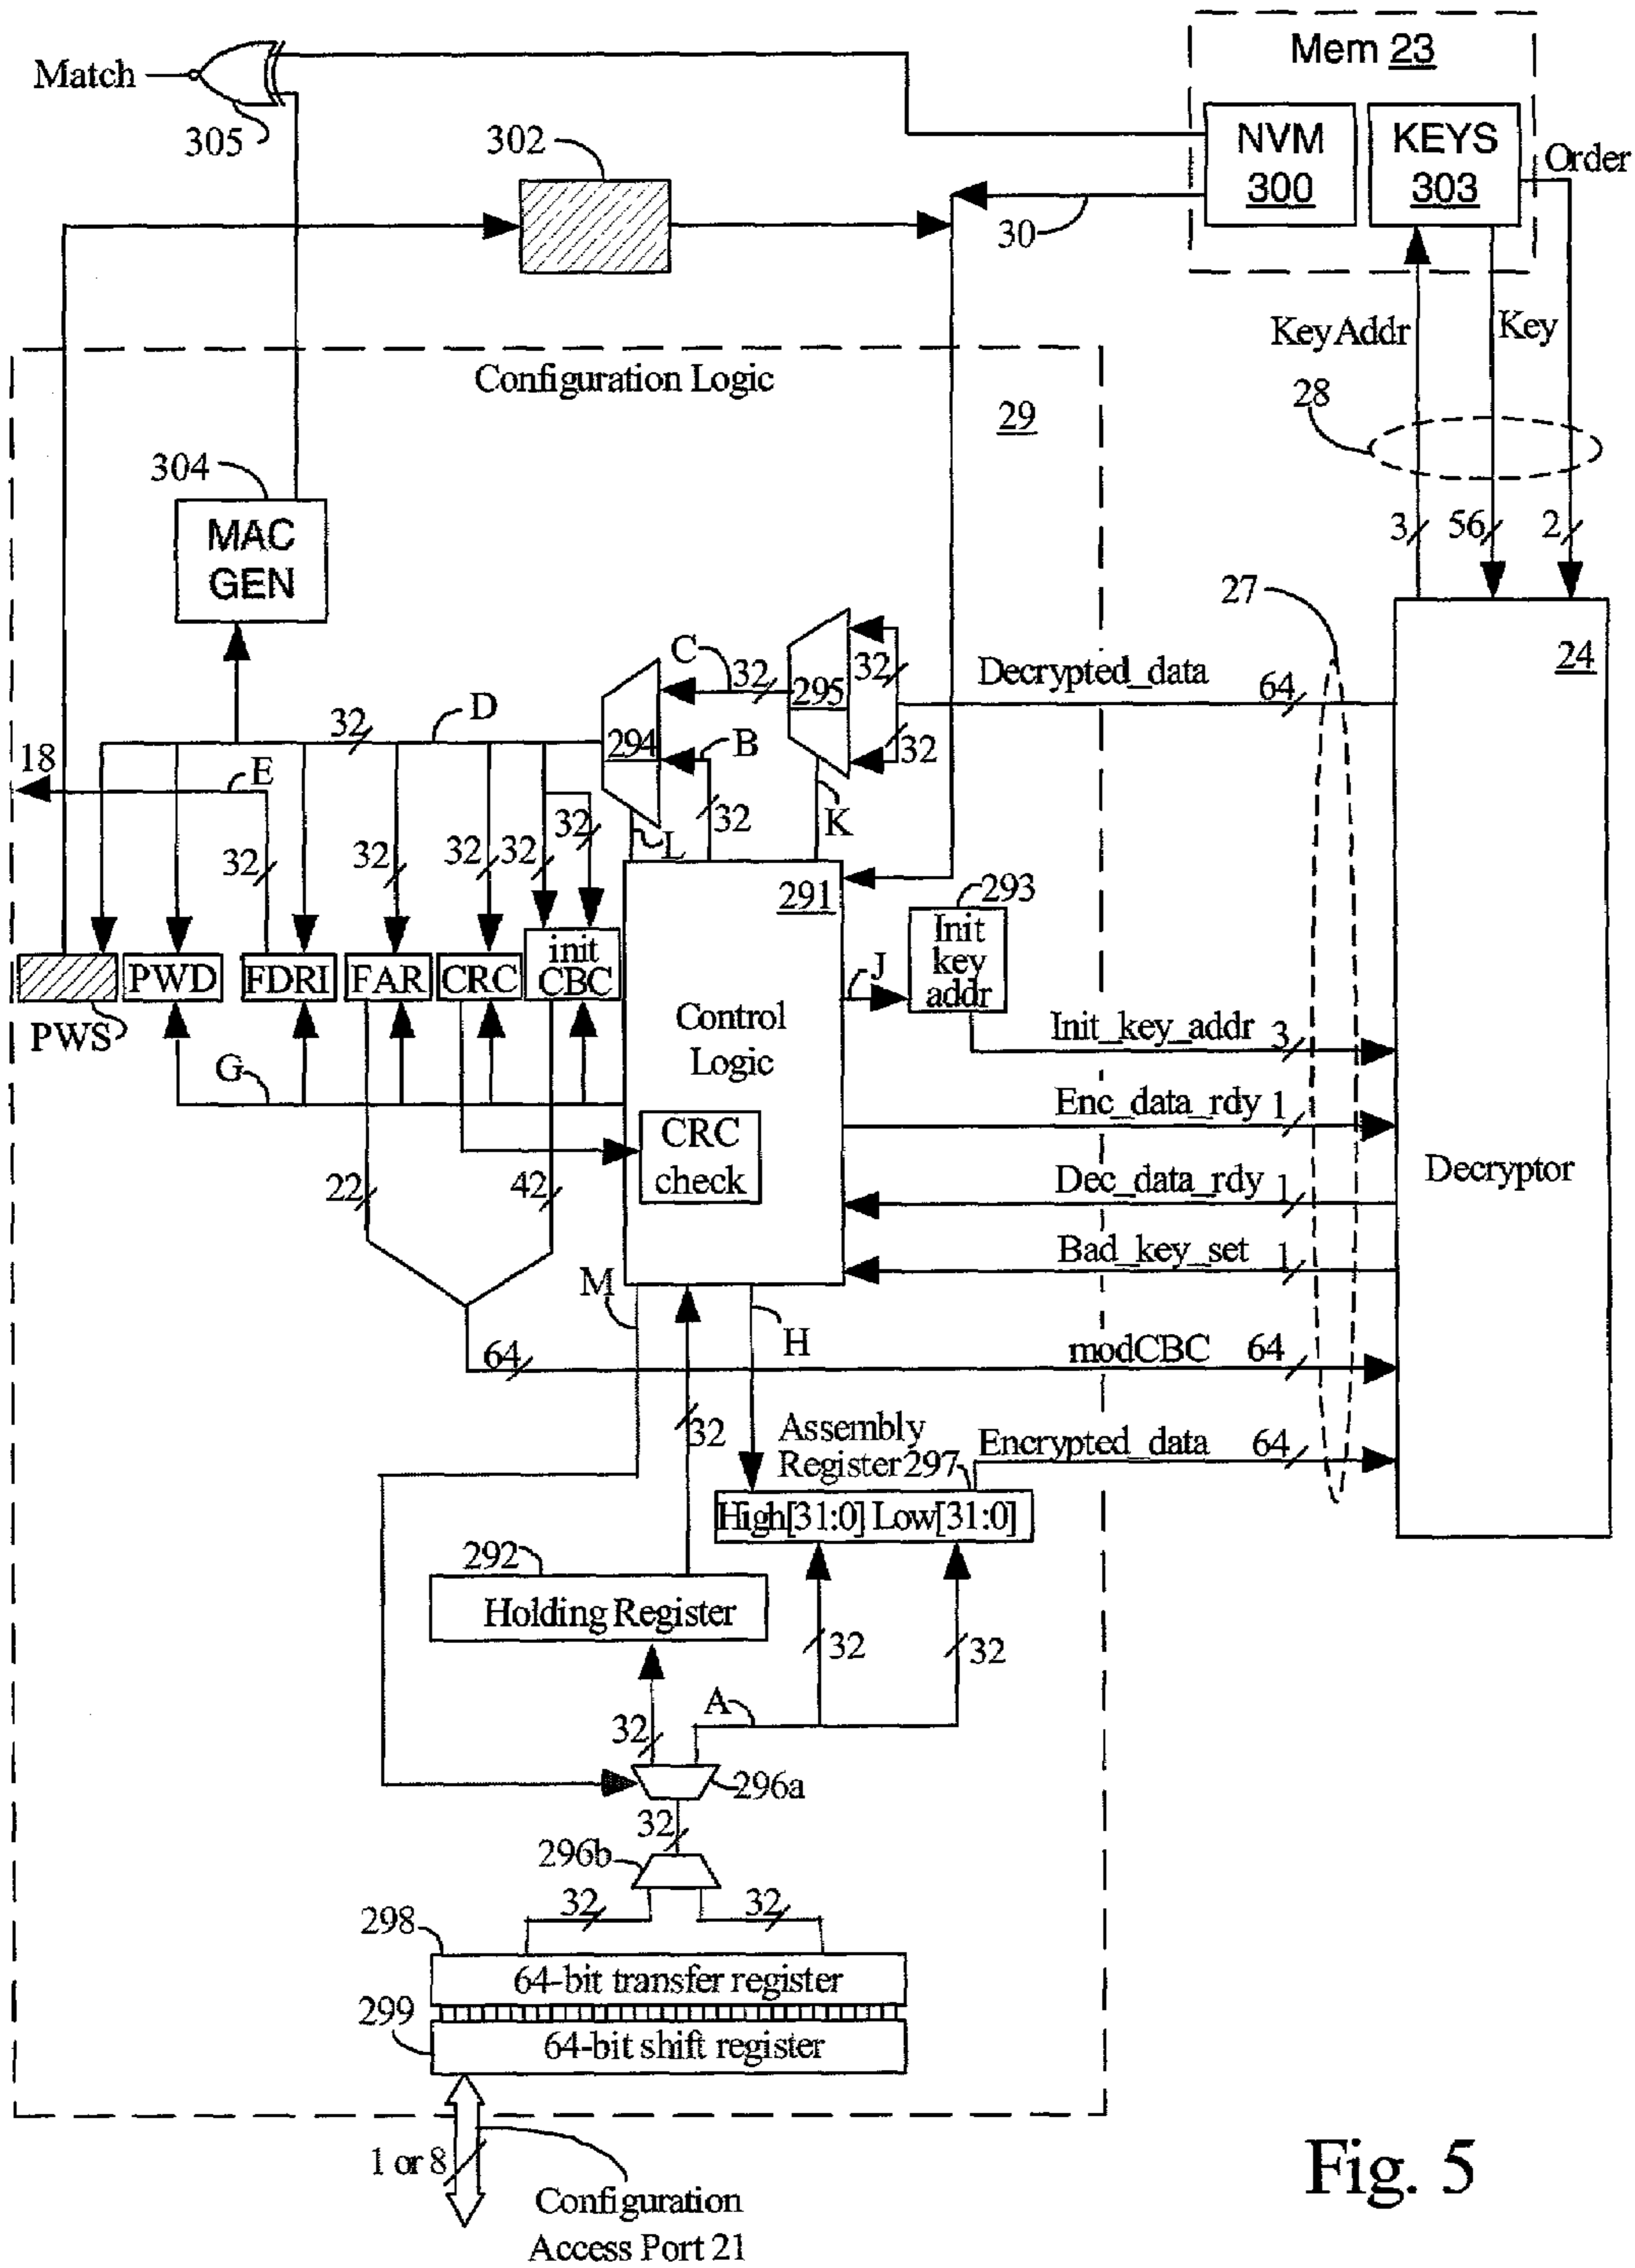 Mem 23
Match
305
302
NVM
300
KEYS
303
Order
30
KeyAddr
Key
Configuration Logic
29
28
304
MAC
GEN
3
56
2
27
C
32
295
32
Decrypted_data
64
24
D
32
294
B
32
18
E
32
K
L
32
32
32
32
32
291
293
Init
key
addr
J
PWD
FDRI
FAR
CRC
init
CBC
PWS
Control
Logic
Init_key_addr
3
G
Enc_data_rdy
1
CRC
check
22
42
Dec_data_rdy
1
Decryptor
Bad_key_set
1
M
H
64
modCBC
64
32
Assembly
Register 297
Encrypted_data
64
High[31:0] Low[31:0]
292
Holding Register
32
32
A
32
296a
32
296b
32
32
298
64-bit transfer register
299
64-bit shift register
1 or 8
Configuration
Access Port 21
Fig. 5